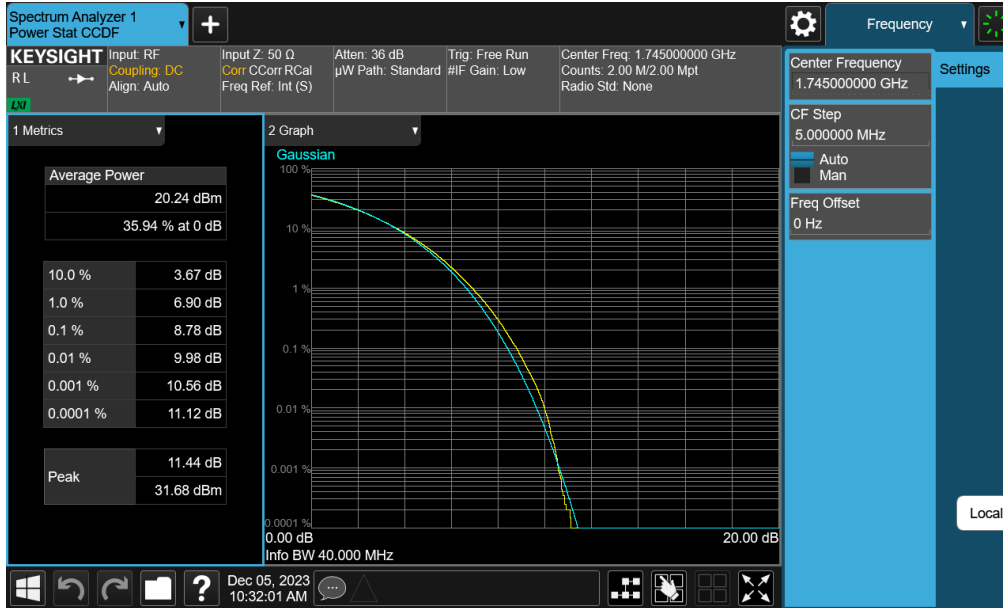 Spectrum Analyzer 1
Power Stat CCDF
Frequency
KEYSIGHT
R L
LXI
Input: RF
Coupling: DC
Align: Auto
Input Z: 50 Ω
Corr CCorr RCal
Freq Ref: Int (S)
Atten: 36 dB
µW Path: Standard
Trig: Free Run
#IF Gain: Low
Center Freq: 1.745000000 GHz
Counts: 2.00 M/2.00 Mpt
Radio Std: None
Center Frequency
1.745000000 GHz
Settings
CF Step
5.000000 MHz
Auto
Man
Freq Offset
0 Hz
Local
1 Metrics
Average Power
20.24 dBm
35.94 % at 0 dB
10.0 % 3.67 dB
1.0 % 6.90 dB
0.1 % 8.78 dB
0.01 % 9.98 dB
0.001 % 10.56 dB
0.0001 % 11.12 dB
Peak
11.44 dB
31.68 dBm
2 Graph
Gaussian
100 %
10 %
1 %
0.1 %
0.01 %
0.001 %
0.0001 %
0.00 dB 20.00 dB
Info BW 40.000 MHz
?
Dec 05, 2023
10:32:01 AM